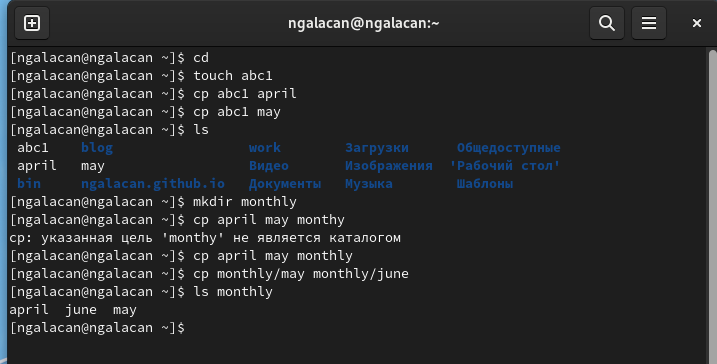 ngalacan@ngalacan:~
[ngalacan@ngalacan ~]$ cd
[ngalacan@ngalacan ~]$ touch abc1
[ngalacan@ngalacan ~]$ cp abc1 april
[ngalacan@ngalacan ~]$ cp abc1 may
[ngalacan@ngalacan ~]$ ls
abc1 blog work Загрузки Общедоступные
april may Видео Изображения 'Рабочий стол'
bin ngalacan.github.io Документы Музыка Шаблоны
[ngalacan@ngalacan ~]$ mkdir monthly
[ngalacan@ngalacan ~]$ cp april may monthy
cp: указанная цель 'monthy' не является каталогом
[ngalacan@ngalacan ~]$ cp april may monthly
[ngalacan@ngalacan ~]$ cp monthly/may monthly/june
[ngalacan@ngalacan ~]$ ls monthly
april june may
[ngalacan@ngalacan ~]$